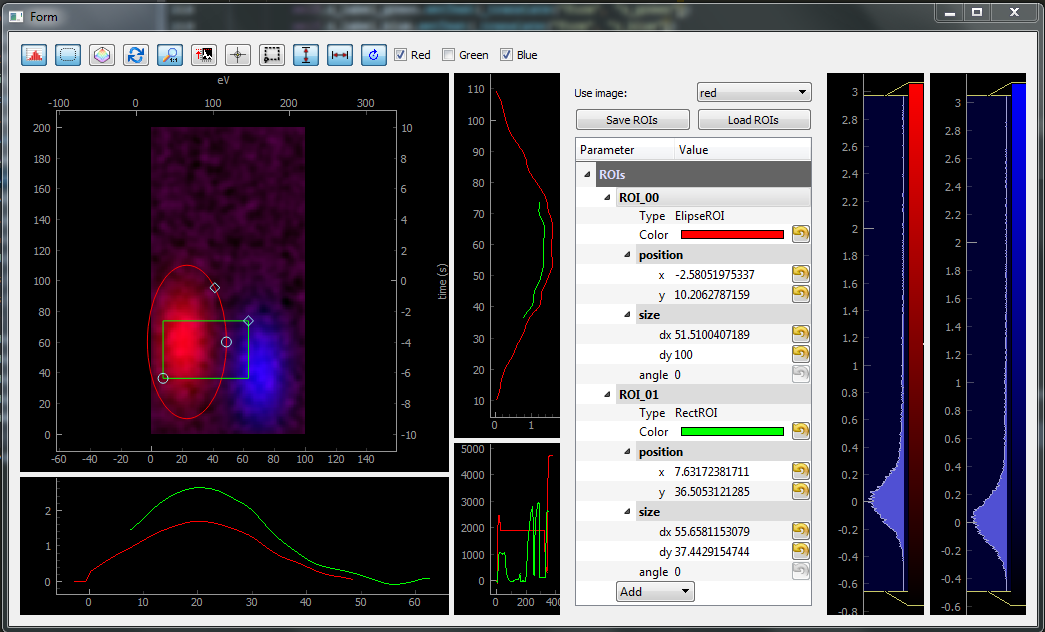 Form
1:1
Red Green Blue
eV
-100 0 100 200 300
200 10
180 8
160 6
140 4
120 2
100 0
80 -2
60 -4
40 -6
20 -8
0 -10
time (s)
-60 -40 -20 0 20 40 60 80 100 120 140
110
100
90
80
70
60
50
40
30
20
10
0 1
2
1
0
0 10 20 30 40 50 60
5000
4000
3000
2000
1000
0
0 200 400
Use image: red
Save ROIs Load ROIs
Parameter Value
ROIs
ROI_00
Type ElipseROI
Color
position
x -2.58051975337
y 10.2062787159
size
dx 51.5100407189
dy 100
angle 0
ROI_01
Type RectROI
Color
position
x 7.63172381711
y 36.5053121285
size
dx 55.6581153079
dy 37.4429154744
angle 0
Add
3
2.8
2.6
2.4
2.2
2
1.8
1.6
1.4
1.2
1
0.8
0.6
0.4
0.2
0
-0.2
-0.4
-0.6
-0.8
3
2.8
2.6
2.4
2.2
2
1.8
1.6
1.4
1.2
1
0.8
0.6
0.4
0.2
0
-0.2
-0.4
-0.6